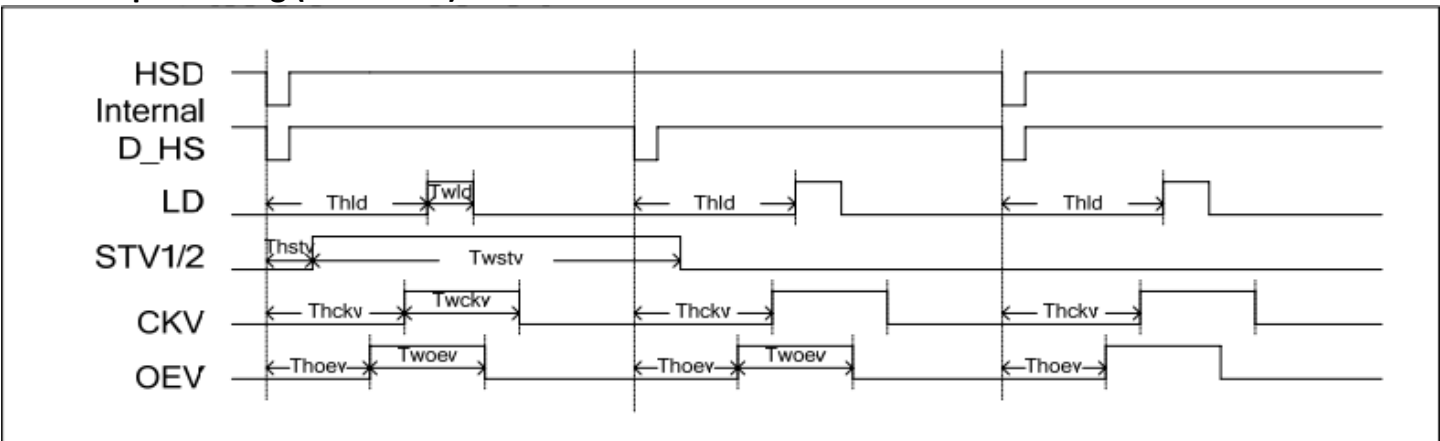 HSD
Internal
D_HS
LD Thld Twld Thld Thld
STV1/2 Thstv Twstv
CKV Thckv Twckv Thckv Thckv
OEV Thoev Twoev Thoev Twoev Thoev